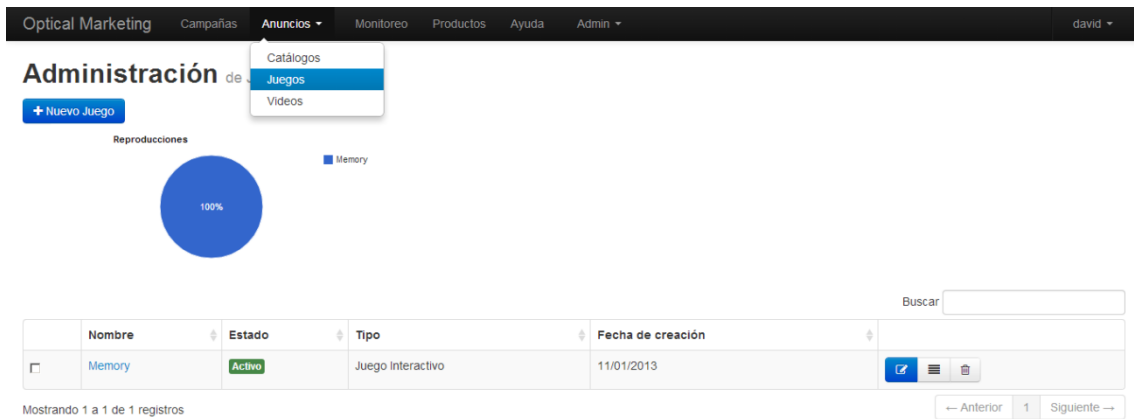 Optical Marketing Campañas Anuncios Monitoreo Productos Ayuda Admin david
Catálogos
Administración de
Juegos
Videos
+ Nuevo Juego
Reproducciones
Memory
100%
Buscar
Nombre Estado Tipo Fecha de creación
Memory Activo Juego Interactivo 11/01/2013
Mostrando 1 a 1 de 1 registros
← Anterior 1 Siguiente →